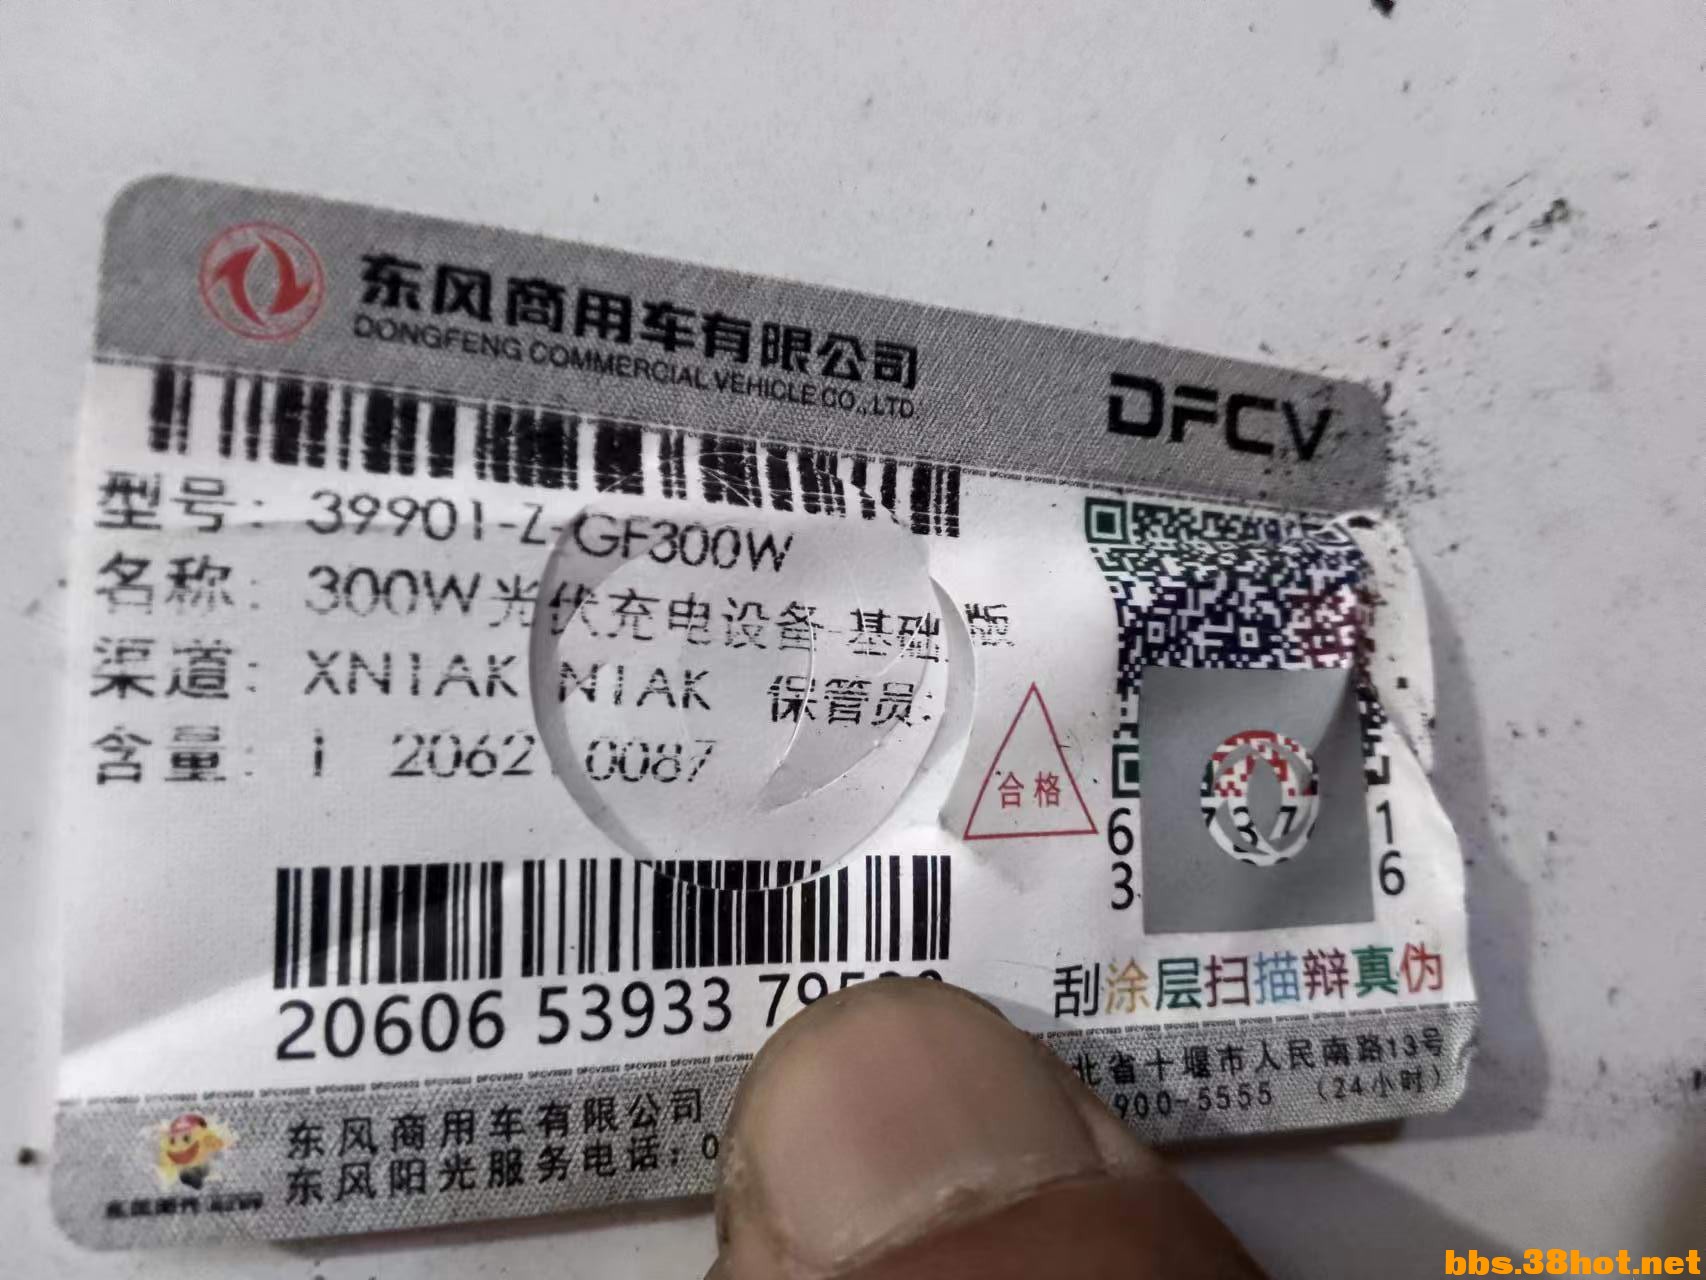 东风商用车有限公司
DONGFENG COMMERCIAL VEHICLE CO.,LTD.
DFCV
型号: 39901-Z-GF300W
名称: 300W光伏充电设备-基础版
渠道: XN1AK N1AK 保管员:
含量: 1 2062 0087
合格
6 737 1
3 6
20606 53933 79
刮涂层扫描辩真伪
东风商用车有限公司
北省十堰市人民南路13号
东风阳光服务电话: 0
900-5555 (24小时)
bbs.38hot.net